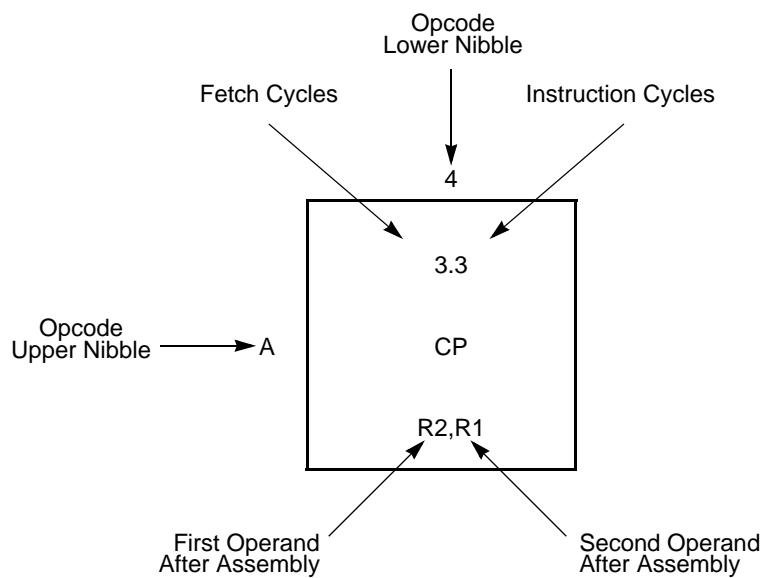 Opcode
Lower Nibble
Fetch Cycles
Instruction Cycles
4
3.3
Opcode
Upper Nibble
A
CP
R2,R1
First Operand
After Assembly
Second Operand
After Assembly